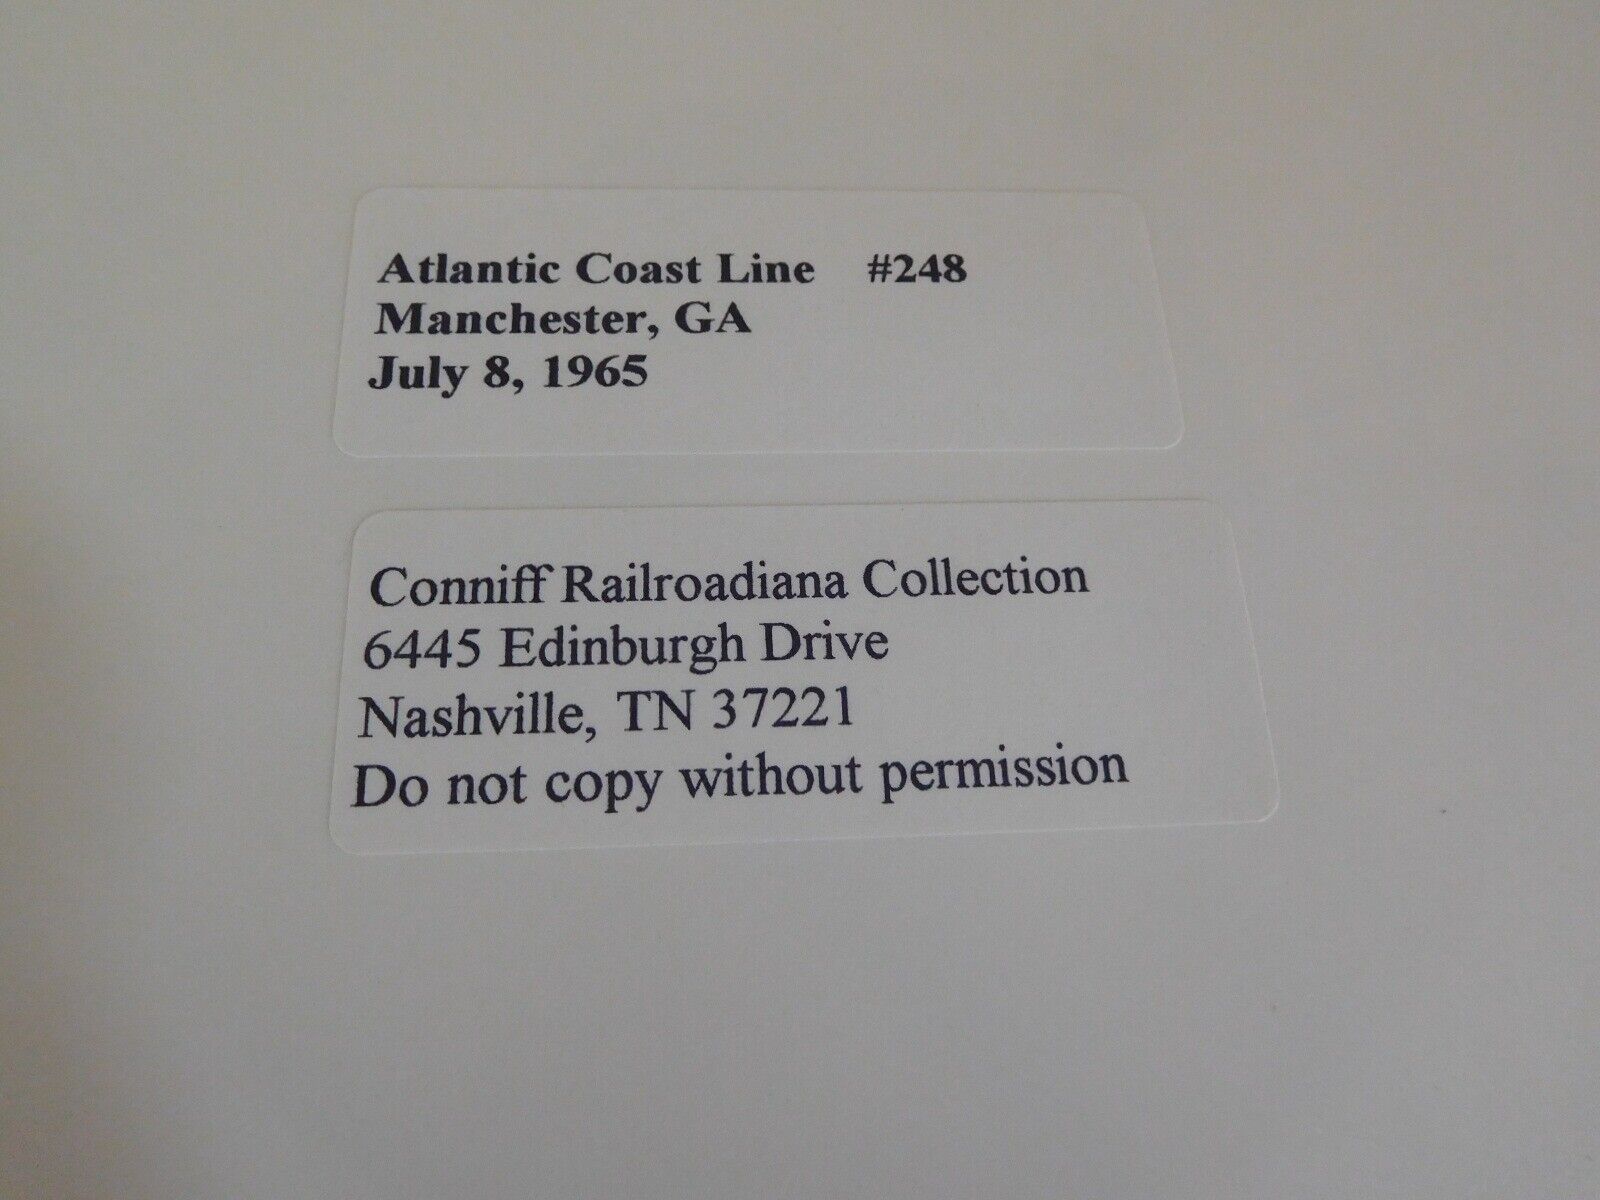 Atlantic Coast Line #248
Manchester, GA
July 8, 1965
Conniff Railroadiana Collection
6445 Edinburgh Drive
Nashville, TN 37221
Do not copy without permission